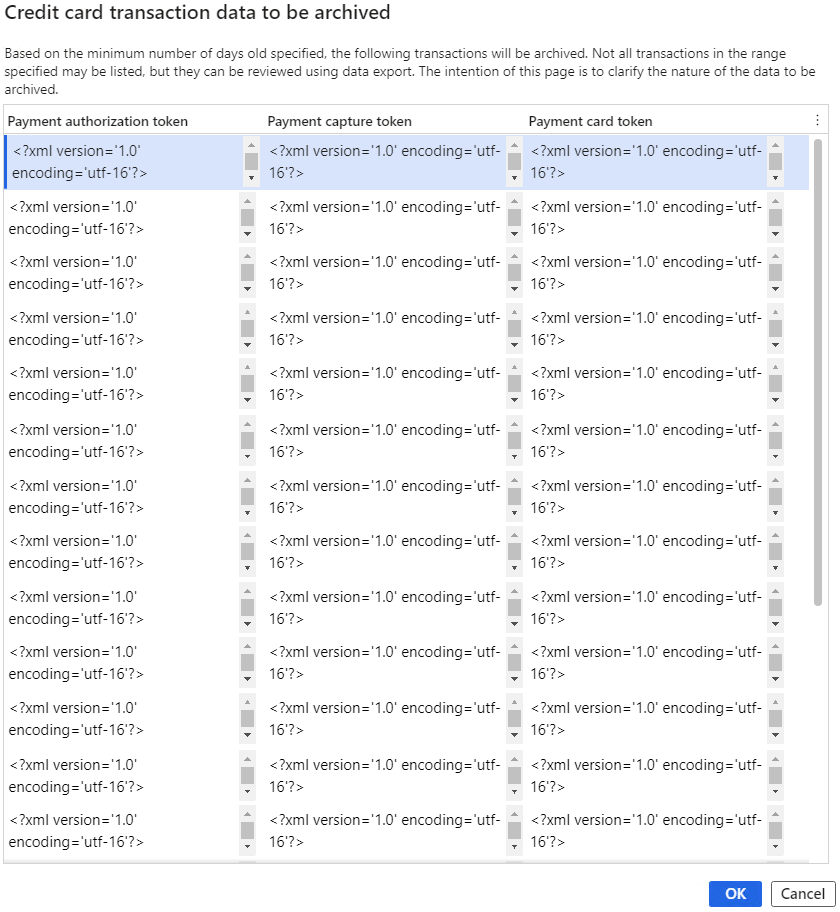 Credit card transaction data to be archived
Based on the minimum number of days old specified, the following transactions will be archived. Not all transactions in the range
specified may be listed, but they can be reviewed using data export. The intention of this page is to clarify the nature of the data to be
archived.
Payment authorization token Payment capture token Payment card token
<?xml version='1.0' <?xml version='1.0' encoding='utf- <?xml version='1.0' encoding='utf-
encoding='utf-16'?> 16'?> 16'?>
<?xml version='1.0' <?xml version='1.0' encoding='utf- <?xml version='1.0' encoding='utf-
encoding='utf-16'?> 16'?> 16'?>
<?xml version='1.0' <?xml version='1.0' encoding='utf- <?xml version='1.0' encoding='utf-
encoding='utf-16'?> 16'?> 16'?>
<?xml version='1.0' <?xml version='1.0' encoding='utf- <?xml version='1.0' encoding='utf-
encoding='utf-16'?> 16'?> 16'?>
<?xml version='1.0' <?xml version='1.0' encoding='utf- <?xml version='1.0' encoding='utf-
encoding='utf-16'?> 16'?> 16'?>
<?xml version='1.0' <?xml version='1.0' encoding='utf- <?xml version='1.0' encoding='utf-
encoding='utf-16'?> 16'?> 16'?>
<?xml version='1.0' <?xml version='1.0' encoding='utf- <?xml version='1.0' encoding='utf-
encoding='utf-16'?> 16'?> 16'?>
<?xml version='1.0' <?xml version='1.0' encoding='utf- <?xml version='1.0' encoding='utf-
encoding='utf-16'?> 16'?> 16'?>
<?xml version='1.0' <?xml version='1.0' encoding='utf- <?xml version='1.0' encoding='utf-
encoding='utf-16'?> 16'?> 16'?>
<?xml version='1.0' <?xml version='1.0' encoding='utf- <?xml version='1.0' encoding='utf-
encoding='utf-16'?> 16'?> 16'?>
<?xml version='1.0' <?xml version='1.0' encoding='utf- <?xml version='1.0' encoding='utf-
encoding='utf-16'?> 16'?> 16'?>
<?xml version='1.0' <?xml version='1.0' encoding='utf- <?xml version='1.0' encoding='utf-
encoding='utf-16'?> 16'?> 16'?>
<?xml version='1.0' <?xml version='1.0' encoding='utf- <?xml version='1.0' encoding='utf-
encoding='utf-16'?> 16'?> 16'?>
OK Cancel